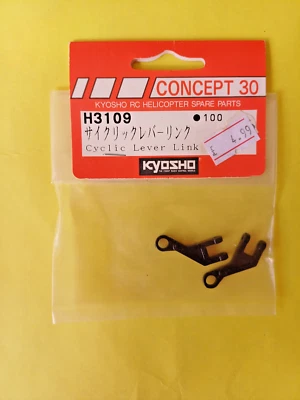 CONCEPT 30
KYOSHO RC HELICOPTER SPARE PARTS
H3109 ●100
サイクリックレバーリンク
Cyclic Lever Link
£ 4.99
KYOSHO